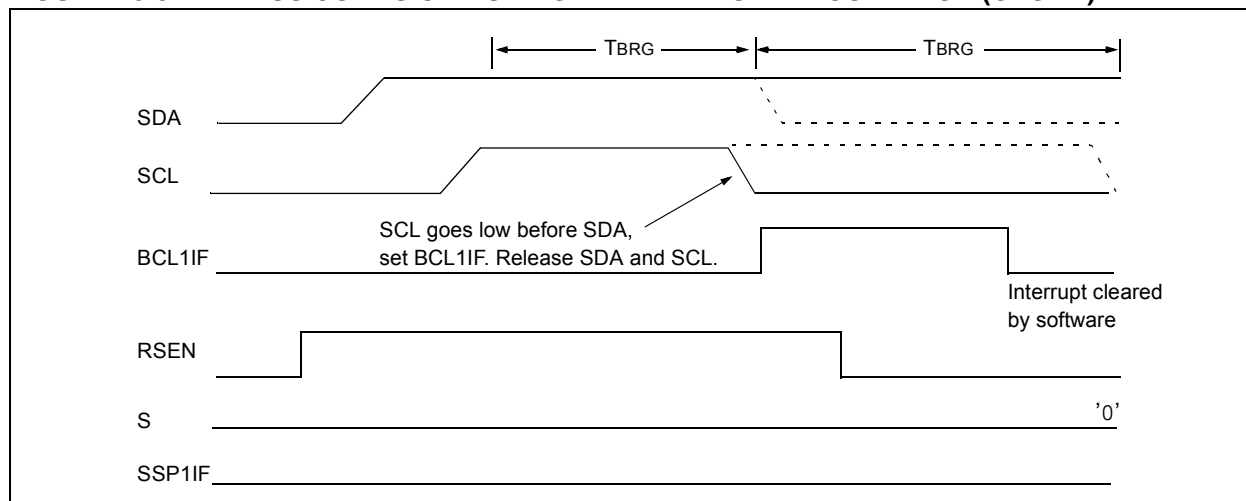 TBRG
TBRG
SDA
SCL
SCL goes low before SDA,
set BCL1IF. Release SDA and SCL.
BCL1IF
Interrupt cleared
by software
RSEN
S
'0'
SSP1IF